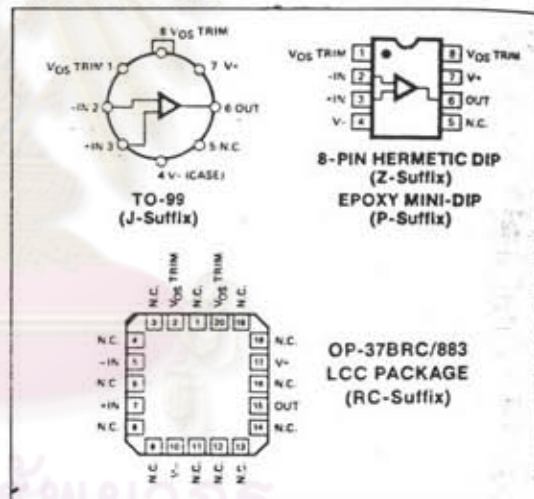 8 VOS TRIM
VOS TRIM 1
7 V+
-IN 2
6 OUT
+IN 3
5 N.C.
4 V- (CASE)
TO-99
(J-Suffix)
VOS TRIM 1
8 VOS TRIM
-IN 2
7 V+
+IN 3
6 OUT
V- 4
5 N.C.
8-PIN HERMETIC DIP
(Z-Suffix)
EPOXY MINI-DIP
(P-Suffix)
N.C. VOS TRIM N.C. VOS TRIM N.C.
3 2 1 20 19
N.C. 4
18 N.C.
-IN 5
17 V+
N.C. 6
16 N.C.
+IN 7
15 OUT
N.C. 8
14 N.C.
9 10 11 12 13
N.C. V- N.C. N.C. N.C.
OP-37BRC/883
LCC PACKAGE
(RC-Suffix)